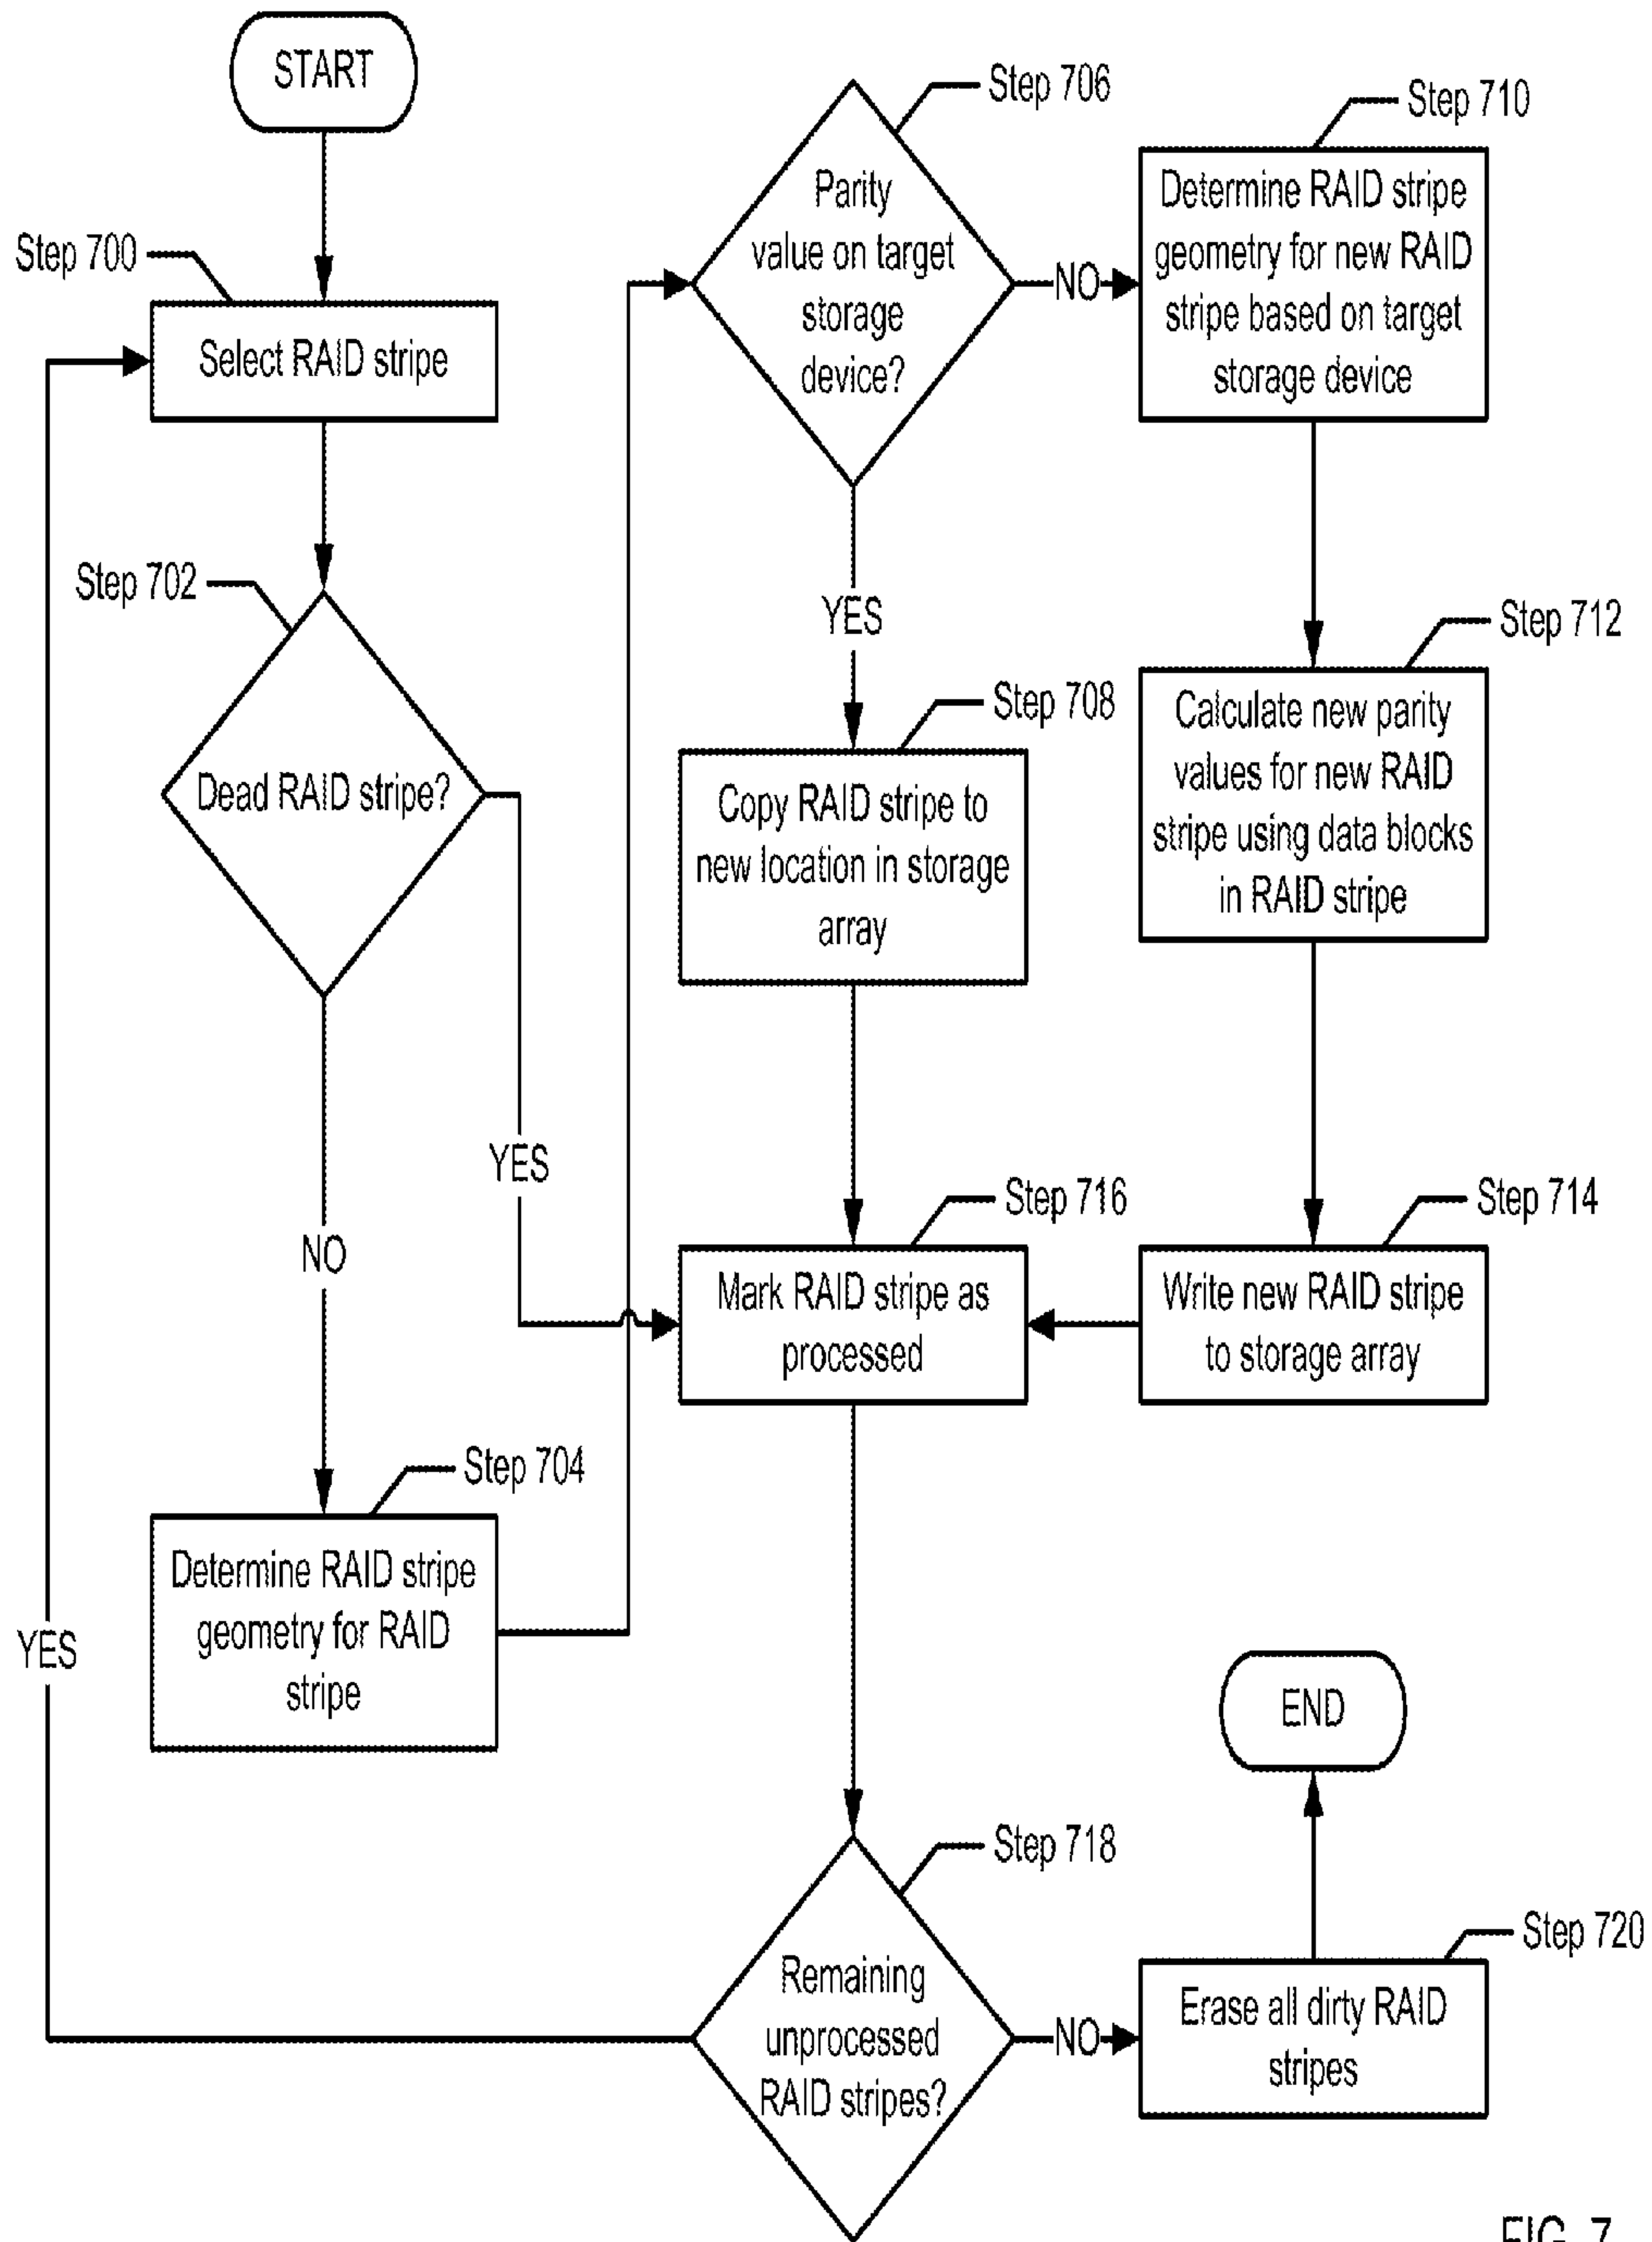 START
Step 700
Select RAID stripe
Step 702
Dead RAID stripe?
YES
NO
Step 704
Determine RAID stripe
geometry for RAID
stripe
YES
Step 706
Parity
value on target
storage
device?
NO
YES
Step 708
Copy RAID stripe to
new location in storage
array
Step 710
Determine RAID stripe
geometry for new RAID
stripe based on target
storage device
Step 712
Calculate new parity
values for new RAID
stripe using data blocks
in RAID stripe
Step 714
Write new RAID stripe
to storage array
Step 716
Mark RAID stripe as
processed
Step 718
Remaining
unprocessed
RAID stripes?
NO
Step 720
Erase all dirty RAID
stripes
END
FIG. 7